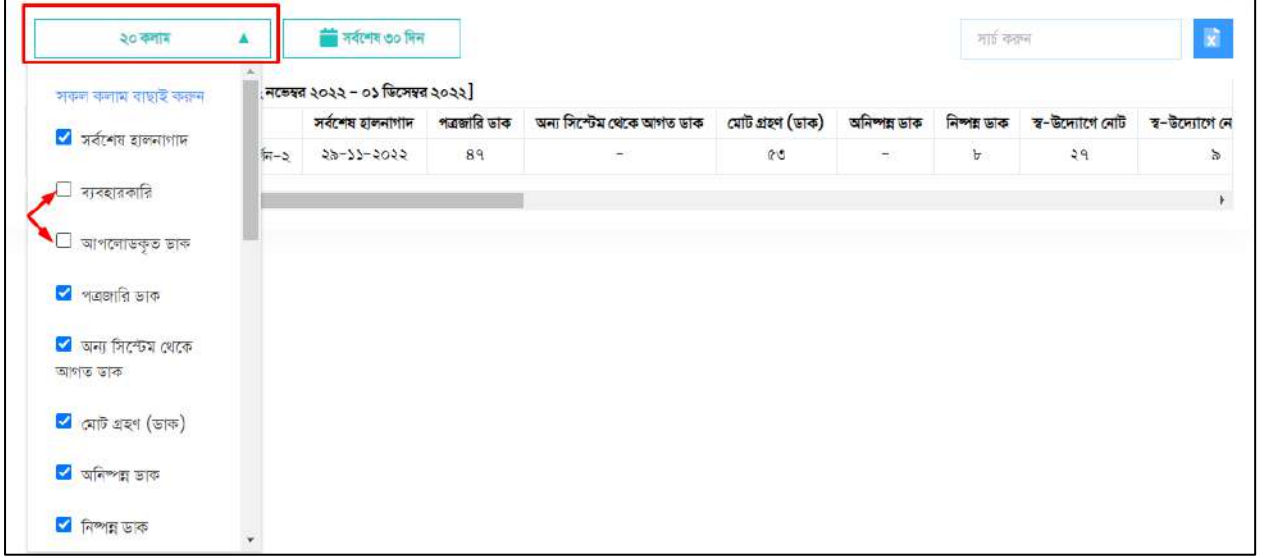 ২০ কলাম ▲
সর্বশেষ ৩০ দিন
সার্চ করুন
সকল কলাম বাছাই করুন
সর্বশেষ হালনাগাদ
ব্যবহারকারি
আপলোডকৃত ডাক
পত্রজারি ডাক
অন্য সিস্টেম থেকে
আগত ডাক
মোট গ্রহণ (ডাক)
অনিষ্পন্ন ডাক
নিষ্পন্ন ডাক
নভেম্বর ২০২২ - ০১ ডিসেম্বর ২০২২]
সর্বশেষ হালনাগাদ পত্রজারি ডাক অন্য সিস্টেম থেকে আগত ডাক মোট গ্রহণ (ডাক) অনিষ্পন্ন ডাক নিষ্পন্ন ডাক স্ব-উদ্যোগে নোট স্ব-উদ্যোগে
-২ ২৯-১১-২০২২ ৪৭ - ৫৩ - ৮ ২৭ ৯